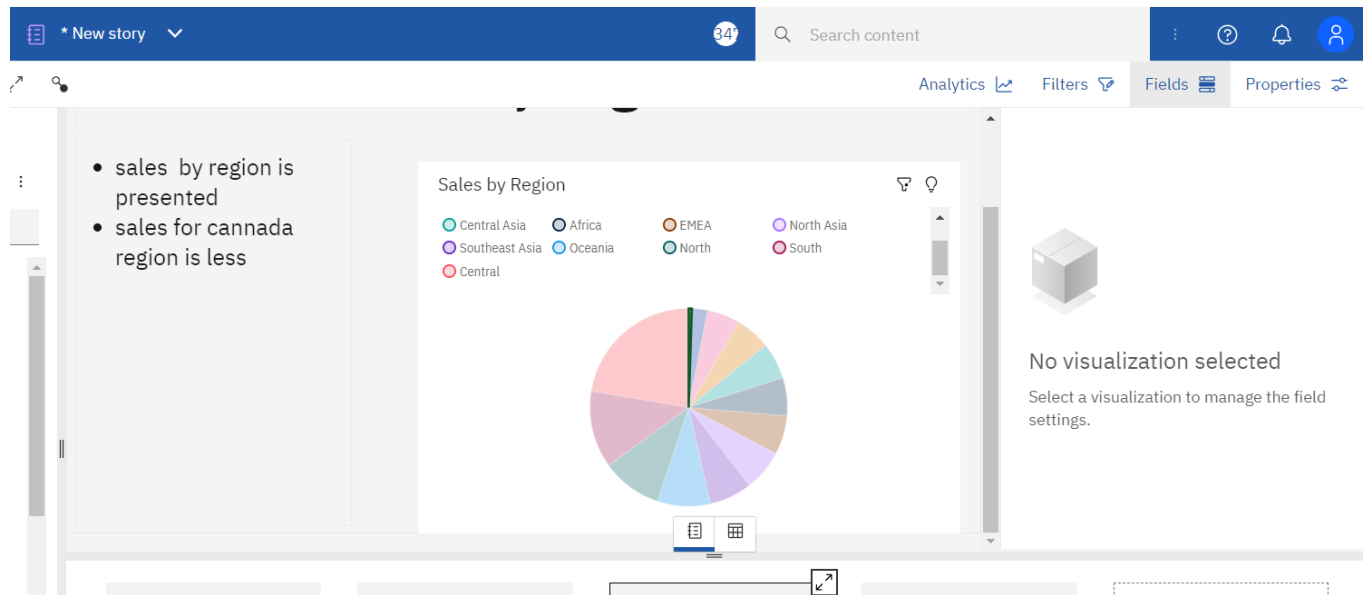 * New story
34
Search content
Analytics
Filters
Fields
Properties
• sales by region is
presented
• sales for cannada
region is less
Sales by Region
Central Asia
Africa
EMEA
North Asia
Southeast Asia
Oceania
North
South
Central
No visualization selected
Select a visualization to manage the field
settings.